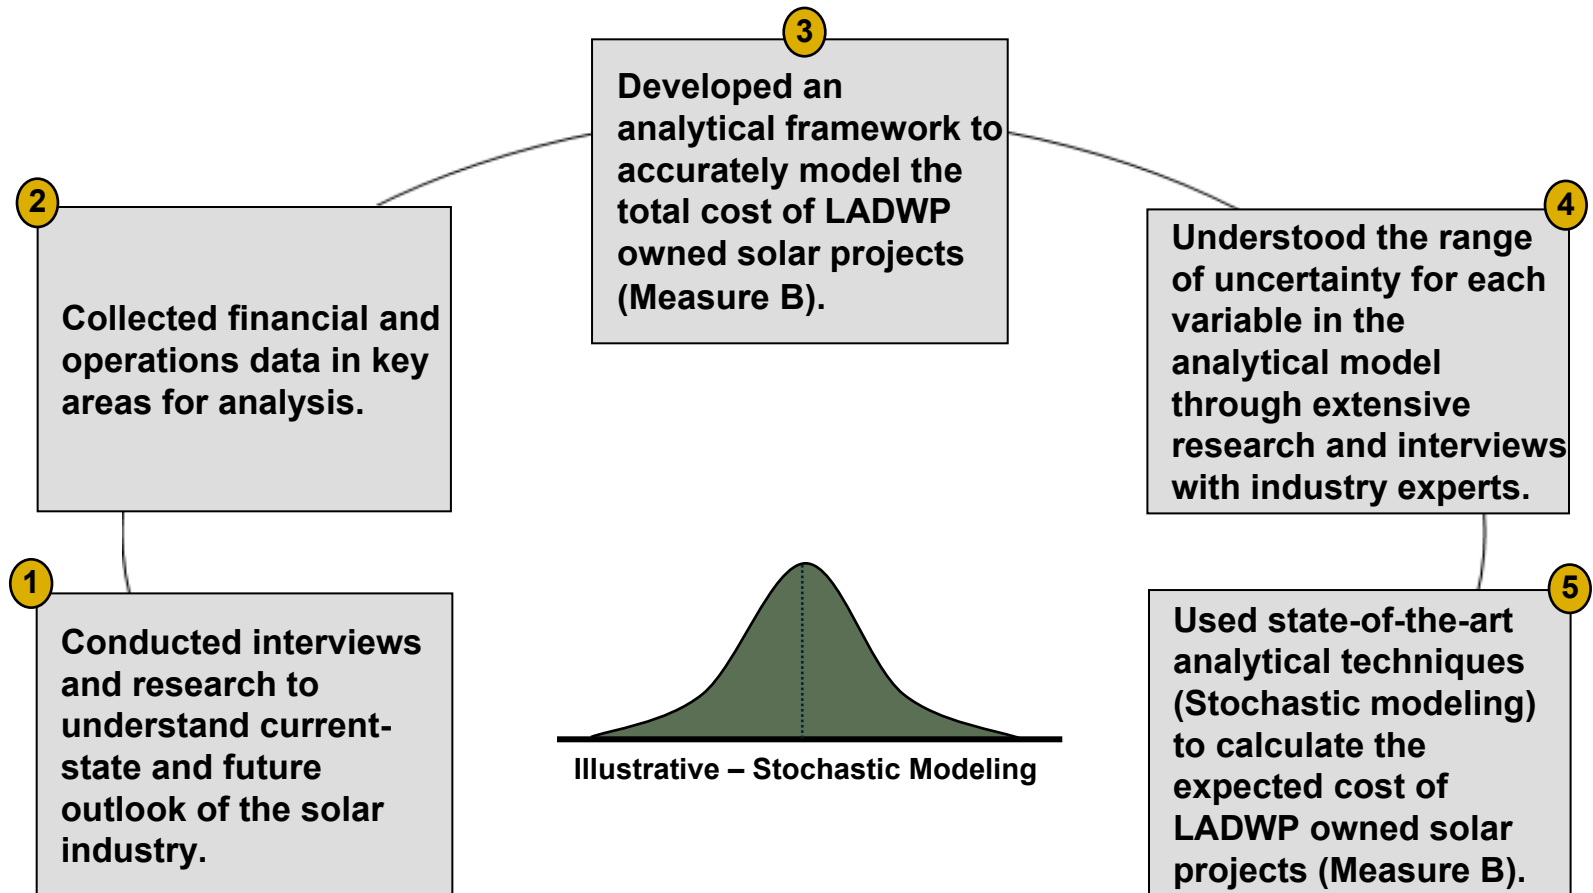 3
Developed an
analytical framework to
accurately model the
total cost of LADWP
owned solar projects
(Measure B).
2
Collected financial and
operations data in key
areas for analysis.
4
Understood the range
of uncertainty for each
variable in the
analytical model
through extensive
research and interviews
with industry experts.
1
Conducted interviews
and research to
understand current-
state and future
outlook of the solar
industry.
Illustrative – Stochastic Modeling
5
Used state-of-the-art
analytical techniques
(Stochastic modeling)
to calculate the
expected cost of
LADWP owned solar
projects (Measure B).